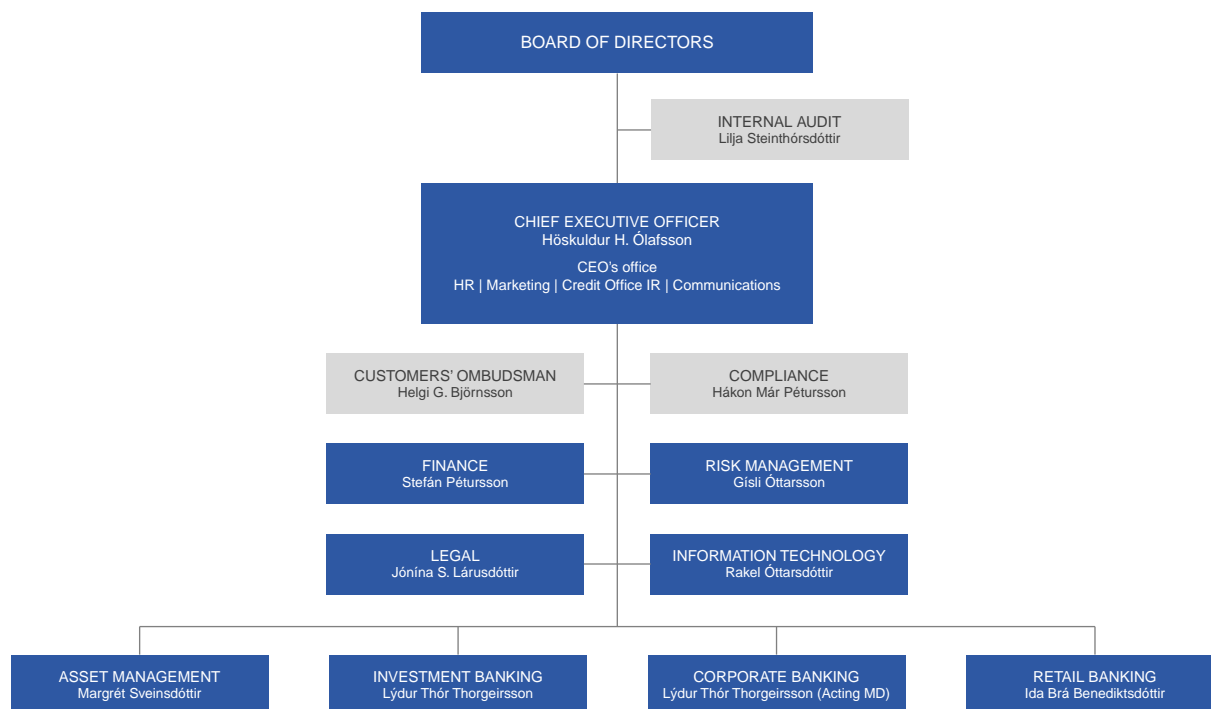 BOARD OF DIRECTORS
INTERNAL AUDIT
Lilja Steinthórsdóttir
CHIEF EXECUTIVE OFFICER
Höskuldur H. Ólafsson
CEO's office
HR | Marketing | Credit Office IR | Communications
CUSTOMERS' OMBUDSMAN
Helgi G. Björnsson
COMPLIANCE
Hákon Már Pétursson
FINANCE
Stefán Pétursson
RISK MANAGEMENT
Gísli Óttarsson
LEGAL
Jónína S. Lárusdóttir
INFORMATION TECHNOLOGY
Rakel Óttarsdóttir
ASSET MANAGEMENT
Margrét Sveinsdóttir
INVESTMENT BANKING
Lýdur Thór Thorgeirsson
CORPORATE BANKING
Lýdur Thór Thorgeirsson (Acting MD)
RETAIL BANKING
Ida Brá Benediktsdóttir